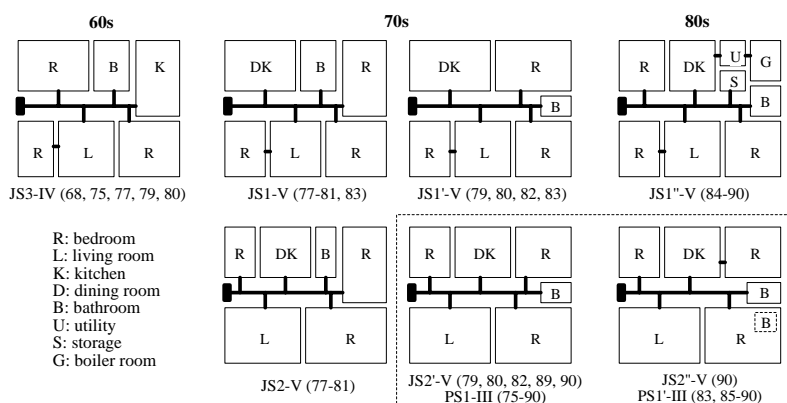 60s
70s
80s
R B K
R L R
JS3-IV (68, 75, 77, 79, 80)
DK B R
R L R
JS1-V (77-81, 83)
DK R
B
R L R
JS1'-V (79, 80, 82, 83)
R DK U G
S
B
R L R
JS1"-V (84-90)
R: bedroom
L: living room
K: kitchen
D: dining room
B: bathroom
U: utility
S: storage
G: boiler room
R DK B R
L R
JS2-V (77-81)
R DK R
B
L R
JS2'-V (79, 80, 82, 89, 90)
PS1-III (75-90)
R DK R
B
B
L R
JS2"-V (90)
PS1'-III (83, 85-90)